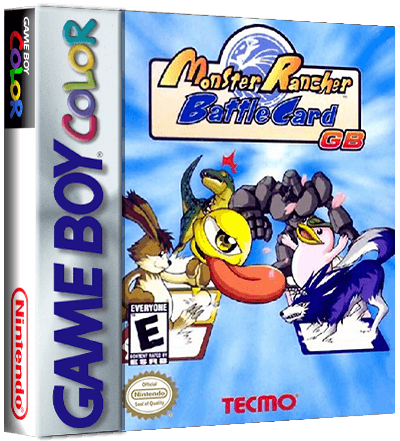 GAME BOY
COLOR
Nintendo
GAME BOY COLOR
Monster Rancher
Battle Card
GB
EVERYONE
E
CONTENT RATED BY
ESRB
Official
Nintendo
Seal of Quality
TECMO®